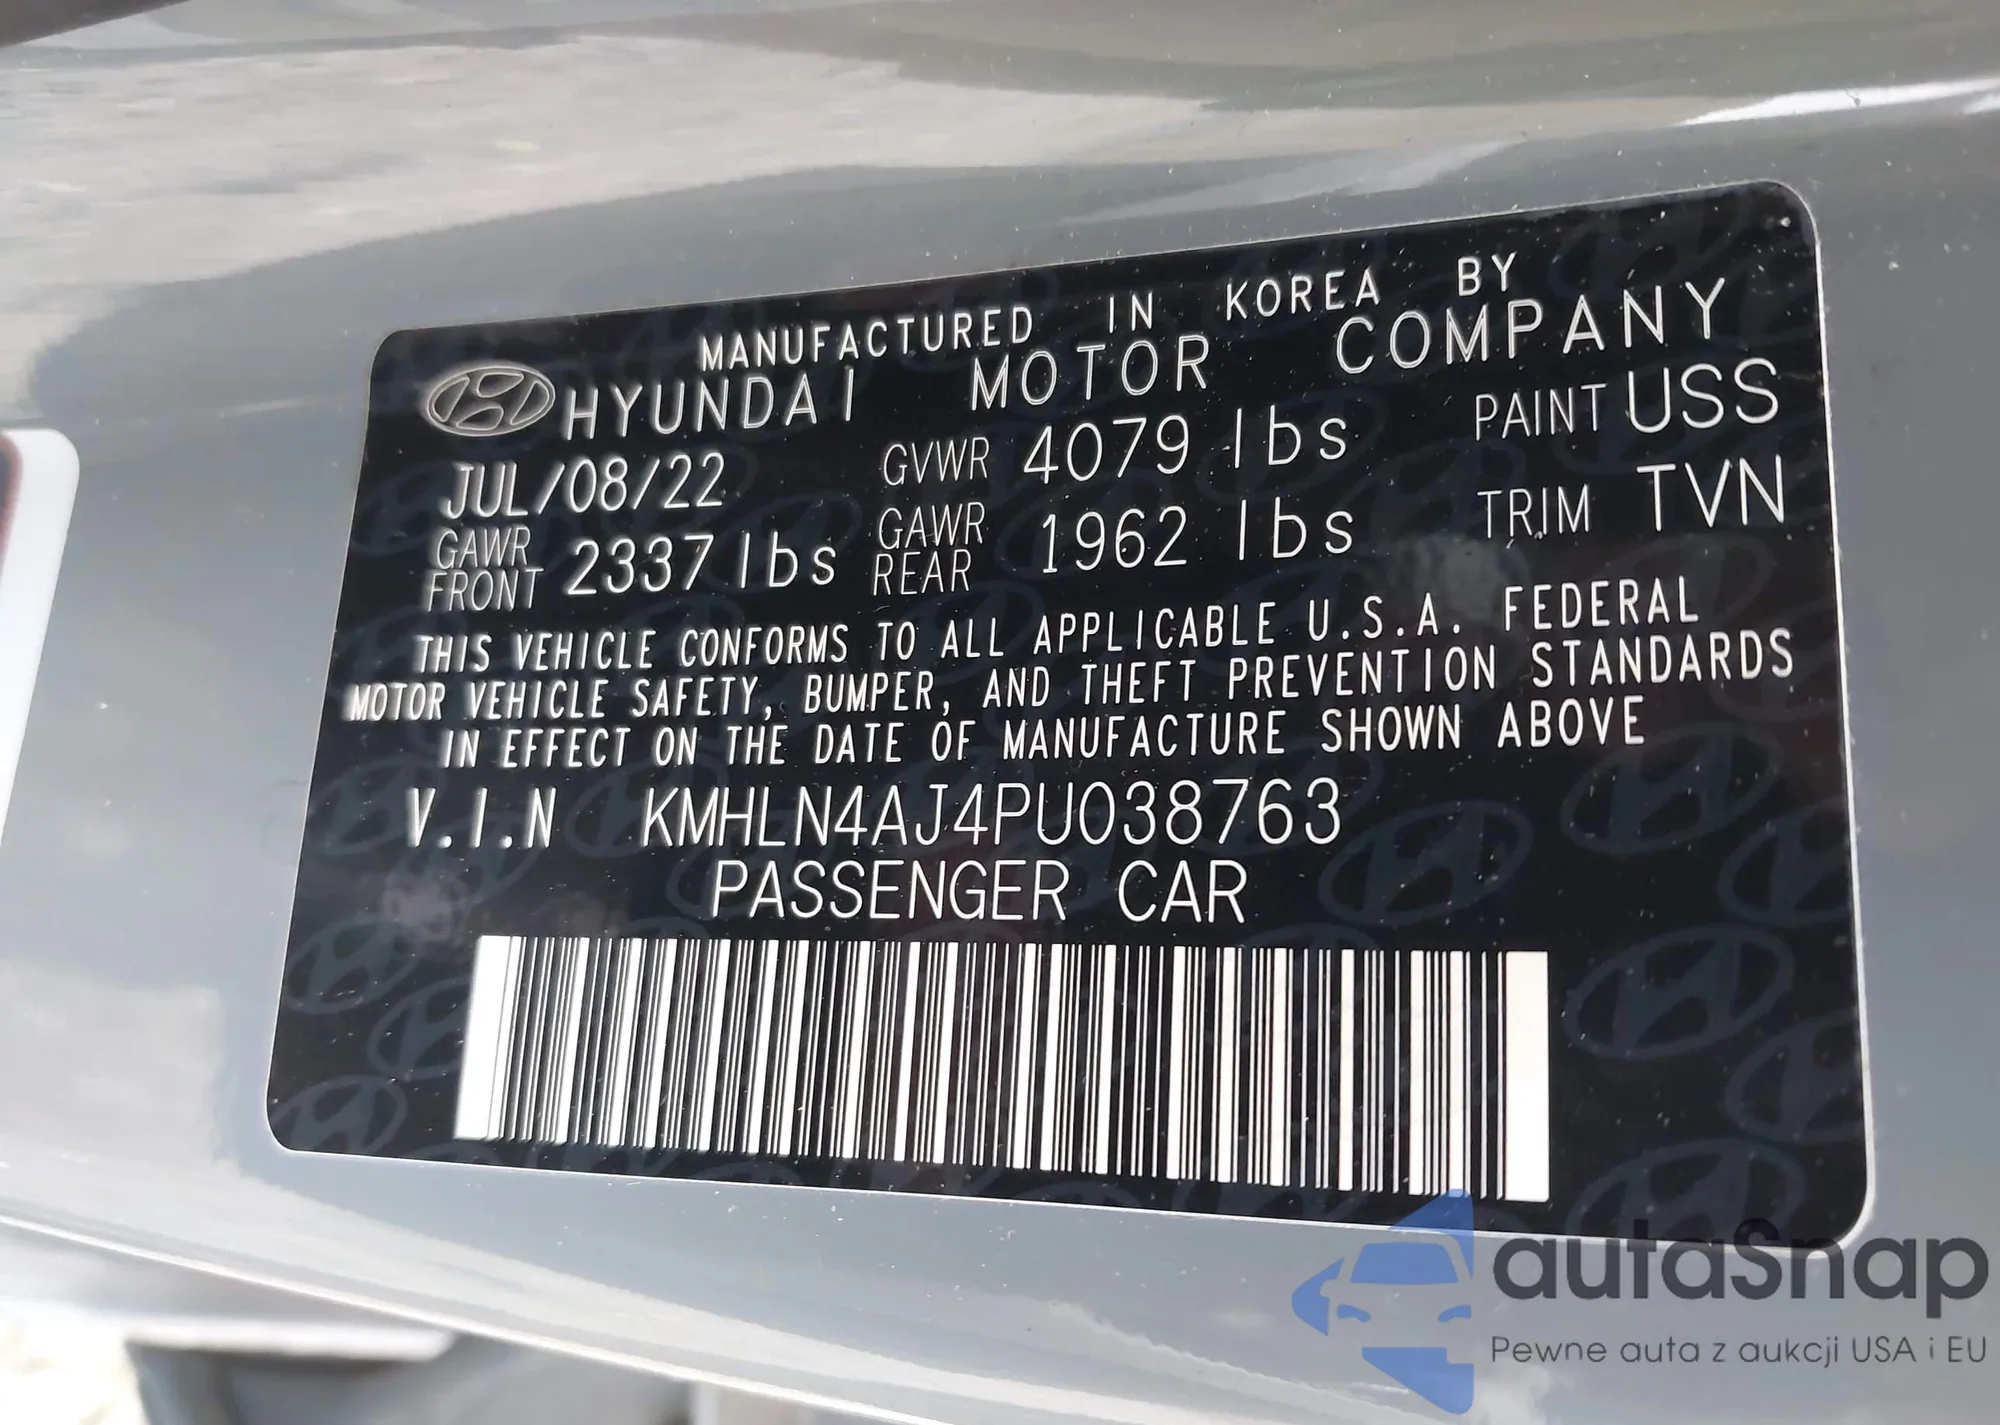 MANUFACTURED IN KOREA BY
HYUNDAI MOTOR COMPANY
JUL/08/22 GVWR 4079 lbs PAINT USS
GAWR FRONT 2337 lbs GAWR REAR 1962 lbs TRIM TVN
THIS VEHICLE CONFORMS TO ALL APPLICABLE U.S.A. FEDERAL
MOTOR VEHICLE SAFETY, BUMPER, AND THEFT PREVENTION STANDARDS
IN EFFECT ON THE DATE OF MANUFACTURE SHOWN ABOVE
V.I.N KMHLN4AJ4PU038763
PASSENGER CAR
autaSnap
Pewne auta z aukcji USA i EU